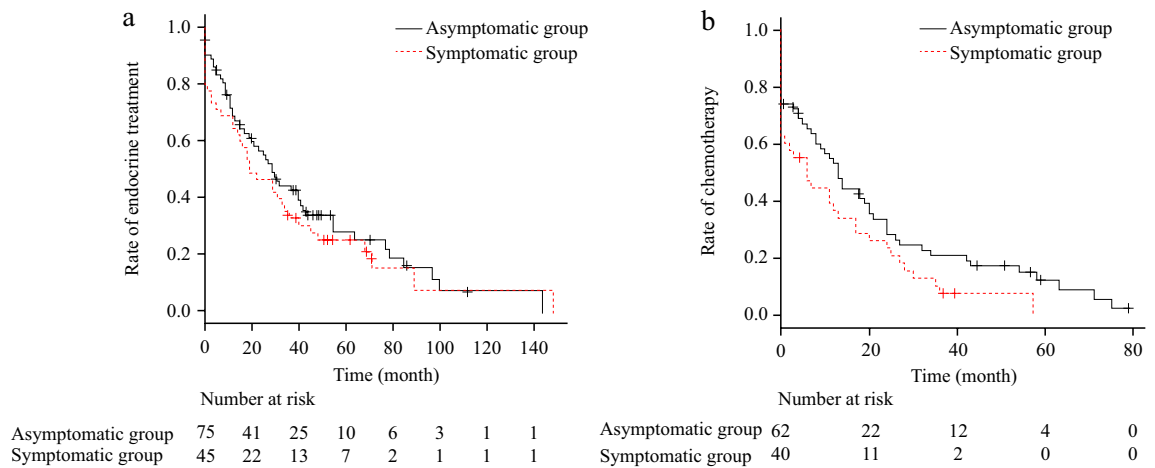 a
Asymptomatic group
Symptomatic group
Rate of endocrine treatment
1.0
0.8
0.6
0.4
0.2
0.0
0 20 40 60 80 100 120 140
Time (month)
Number at risk
Asymptomatic group 75 41 25 10 6 3 1 1
Symptomatic group 45 22 13 7 2 1 1 1
b
Asymptomatic group
Symptomatic group
Rate of chemotherapy
1.0
0.8
0.6
0.4
0.2
0.0
0 20 40 60 80
Time (month)
Number at risk
Asymptomatic group 62 22 12 4 0
Symptomatic group 40 11 2 0 0